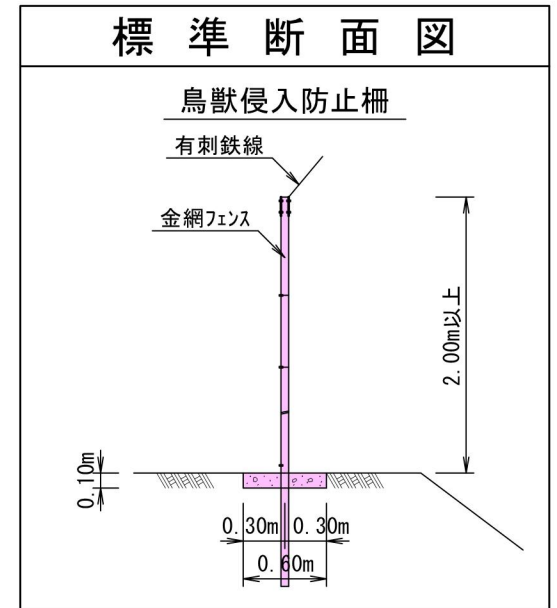 標準断面図
鳥獣侵入防止柵
有刺鉄線
金網フェンス
2.00m以上
0.10m
0.30m 0.30m
0.60m